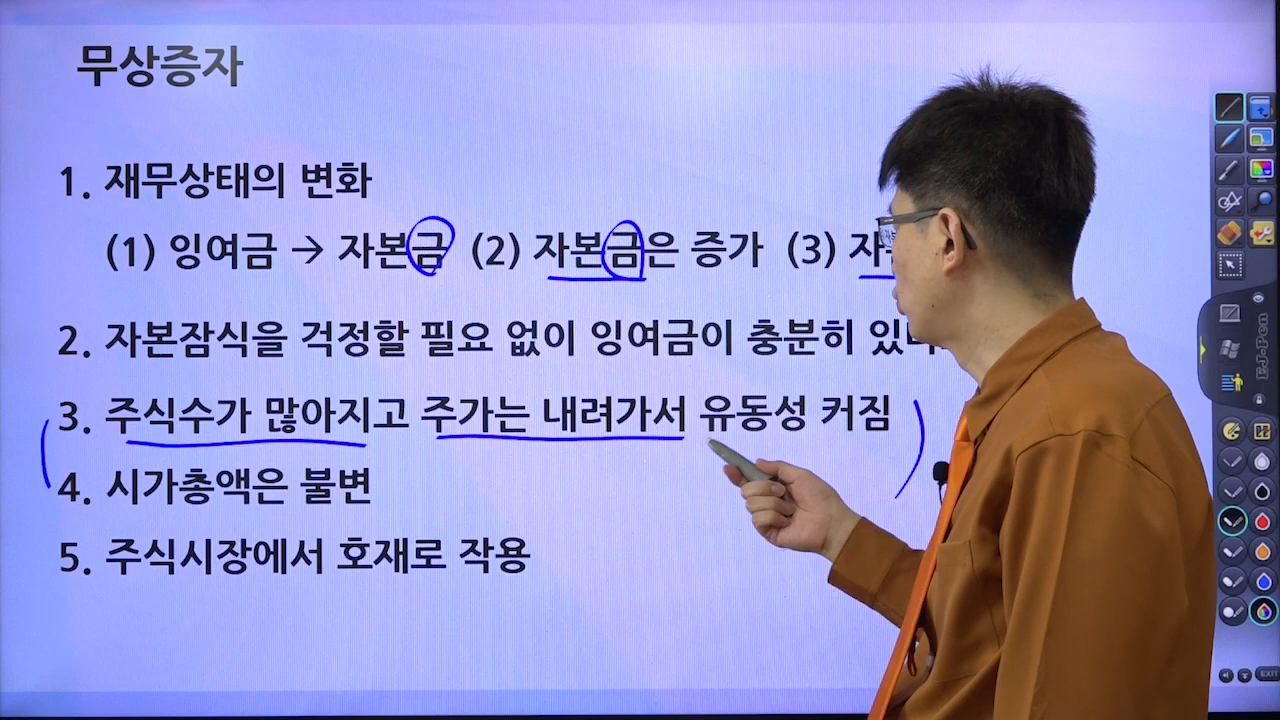 무상증자
1. 재무상태의 변화
(1) 잉여금 → 자본금 (2) 자본금은 증가 (3)
2. 자본잠식을 걱정할 필요 없이 잉여금이 충분히
3. 주식수가 많아지고 주가는 내려가서 유동성 커짐
4. 시가총액은 불변
5. 주식시장에서 호재로 작용
EJ-Pen
EXIT